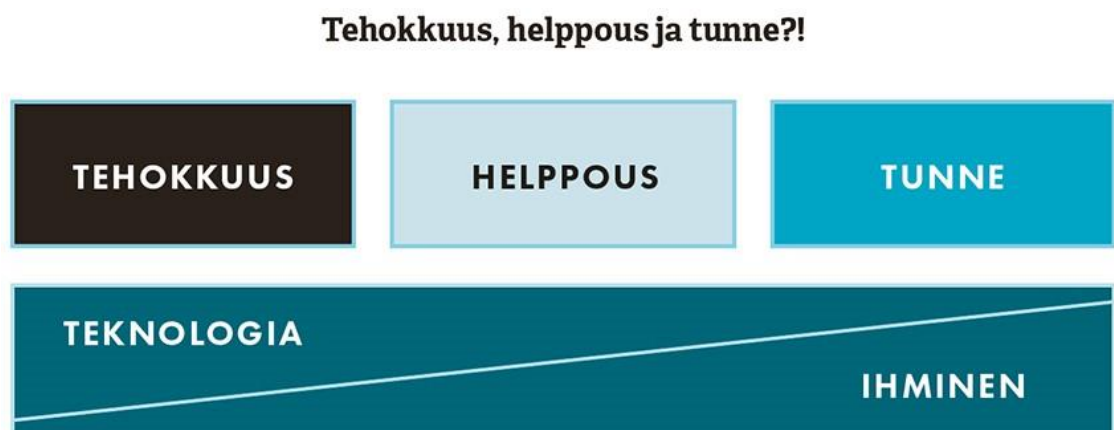 Tehokkuus, helppous ja tunne?!
TEHOKKUUS
HELPPOUS
TUNNE
TEKNOLOGIA
IHMINEN